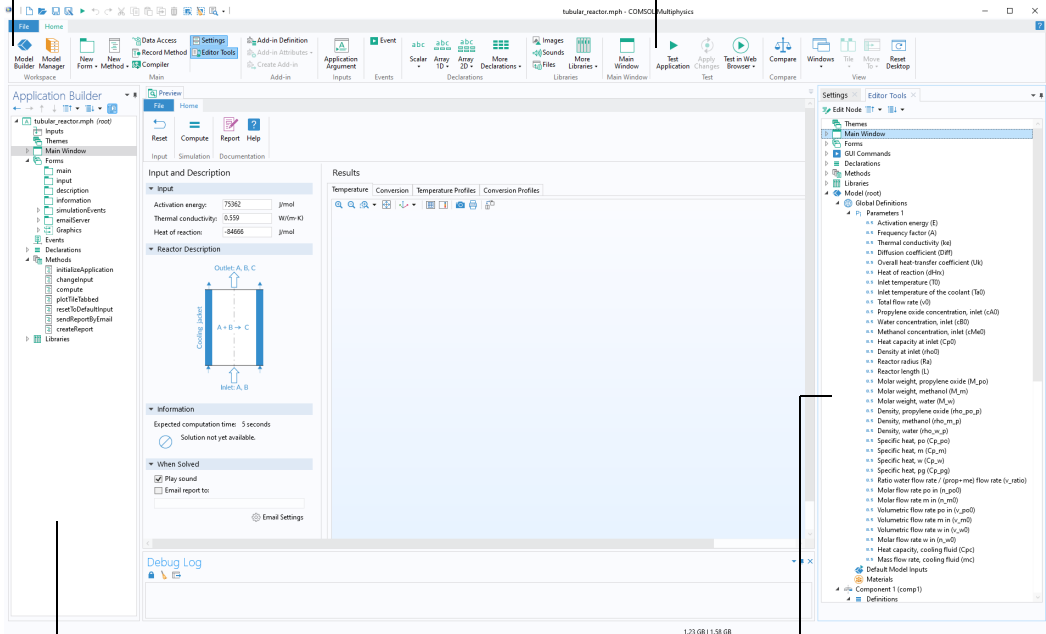 tubular_reactor.mph - COMSOL Multiphysics
File Home
Model Builder
Model Manager
Workspace
New Form
New Method
Data Access
Record Method
Compiler
Settings
Editor Tools
Main
Add-in Definition
Add-in Attributes
Create Add-in
Add-in
Application Argument
Inputs
Event
Events
abc Scalar
abc Array 1D
abc abc Array 2D
More Declarations
Declarations
Images
Sounds
Files
More Libraries
Libraries
Main Window
Main Window
Test Application
Apply Changes
Test in Web Browser
Test
Compare
Compare
Windows
Tile
Move To
Reset Desktop
View
Application Builder
tubular_reactor.mph (root)
Inputs
Themes
Main Window
Forms
main
input
description
information
simulationEvents
emailServer
Graphics
Events
Declarations
Methods
initializeApplication
changeInput
compute
plotTileTabbed
resetToDefaultInput
sendReportByEmail
createReport
Libraries
Preview
File Home
Reset Compute Report Help
Input Simulation Documentation
Input and Description
Input
Activation energy: 75362 J/mol
Thermal conductivity: 0.559 W/(m·K)
Heat of reaction: -84666 J/mol
Reactor Description
Outlet: A, B, C
Cooling jacket
A + B → C
Inlet: A, B
Information
Expected computation time: 5 seconds
Solution not yet available.
When Solved
Play sound
Email report to:
Email Settings
Results
Temperature Conversion Temperature Profiles Conversion Profiles
Debug Log
Settings Editor Tools
Edit Node
Themes
Main Window
Forms
GUI Commands
Declarations
Methods
Libraries
Model (root)
Global Definitions
Parameters 1
Activation energy (E)
Frequency factor (A)
Thermal conductivity (ke)
Diffusion coefficient (Diff)
Overall heat-transfer coefficient (Uk)
Heat of reaction (dHrx)
Inlet temperature (T0)
Inlet temperature of the coolant (Ta0)
Total flow rate (v0)
Propylene oxide concentration, inlet (cA0)
Water concentration, inlet (cB0)
Methanol concentration, inlet (cMe0)
Heat capacity at inlet (Cp0)
Density at inlet (rho0)
Reactor radius (Ra)
Reactor length (L)
Molar weight, propylene oxide (M_po)
Molar weight, methanol (M_m)
Molar weight, water (M_w)
Density, propylene oxide (rho_po_p)
Density, methanol (rho_m_p)
Density, water (rho_w_p)
Specific heat, po (Cp_po)
Specific heat, m (Cp_m)
Specific heat, w (Cp_w)
Specific heat, pg (Cp_pg)
Ratio water flow rate / (prop+me) flow rate (v_ratio)
Molar flow rate po in (n_po0)
Molar flow rate m in (n_m0)
Volumetric flow rate po in (v_po0)
Volumetric flow rate m in (v_m0)
Volumetric flow rate w in (v_w0)
Molar flow rate w in (n_w0)
Heat capacity, cooling fluid (Cpc)
Mass flow rate, cooling fluid (mc)
Default Model Inputs
Materials
Component 1 (comp1)
Definitions
1.23 GB | 1.58 GB